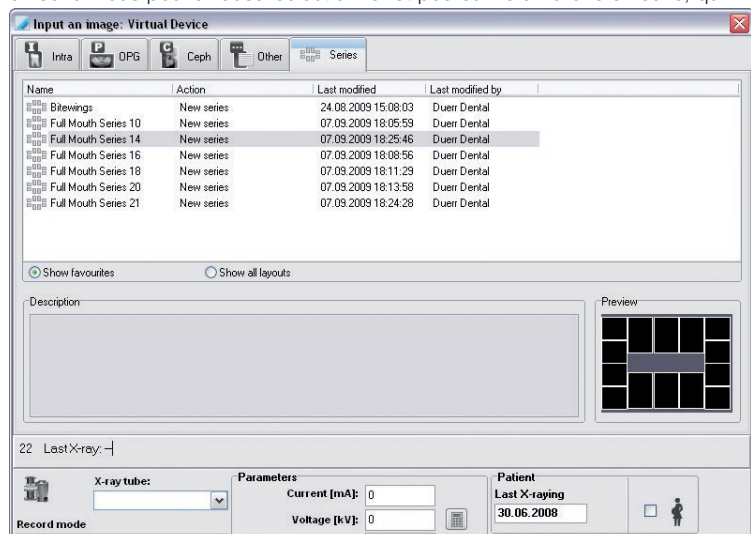 Input an image: Virtual Device
Intra OPG Ceph Other Series
Name Action Last modified Last modified by
Bitewings New series 24.08.2009 15:08:03 Duerr Dental
Full Mouth Series 10 New series 07.09.2009 18:05:59 Duerr Dental
Full Mouth Series 14 New series 07.09.2009 18:25:46 Duerr Dental
Full Mouth Series 16 New series 07.09.2009 18:08:56 Duerr Dental
Full Mouth Series 18 New series 07.09.2009 18:11:29 Duerr Dental
Full Mouth Series 20 New series 07.09.2009 18:13:58 Duerr Dental
Full Mouth Series 21 New series 07.09.2009 18:24:28 Duerr Dental
Show favourites Show all layouts
Description Preview
22 Last X-ray: -
X-ray tube: Parameters Patient
Current [mA]: 0 Last X-raying
Voltage [kV]: 0 30.06.2008
Record mode